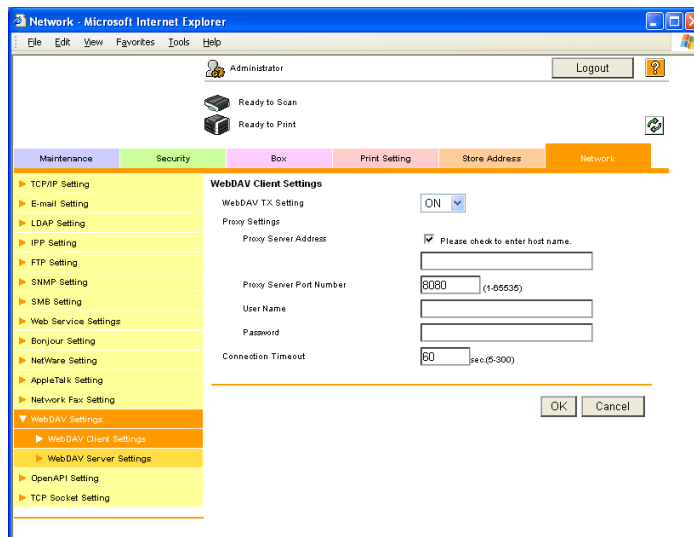 Network - Microsoft Internet Explorer
File Edit View Favorites Tools Help
Administrator
Logout
?
Ready to Scan
Ready to Print
Maintenance Security Box Print Setting Store Address Network
TCP/IP Setting
E-mail Setting
LDAP Setting
IPP Setting
FTP Setting
SNMP Setting
SMB Setting
Web Service Settings
Bonjour Setting
NetWare Setting
AppleTalk Setting
Network Fax Setting
WebDAV Settings
WebDAV Client Settings
WebDAV Server Settings
OpenAPI Setting
TCP Socket Setting
WebDAV Client Settings
WebDAV TX Setting ON
Proxy Settings
Proxy Server Address Please check to enter host name.
Proxy Server Port Number 8080 (1-65535)
User Name
Password
Connection Timeout 60 sec.(5-300)
OK Cancel